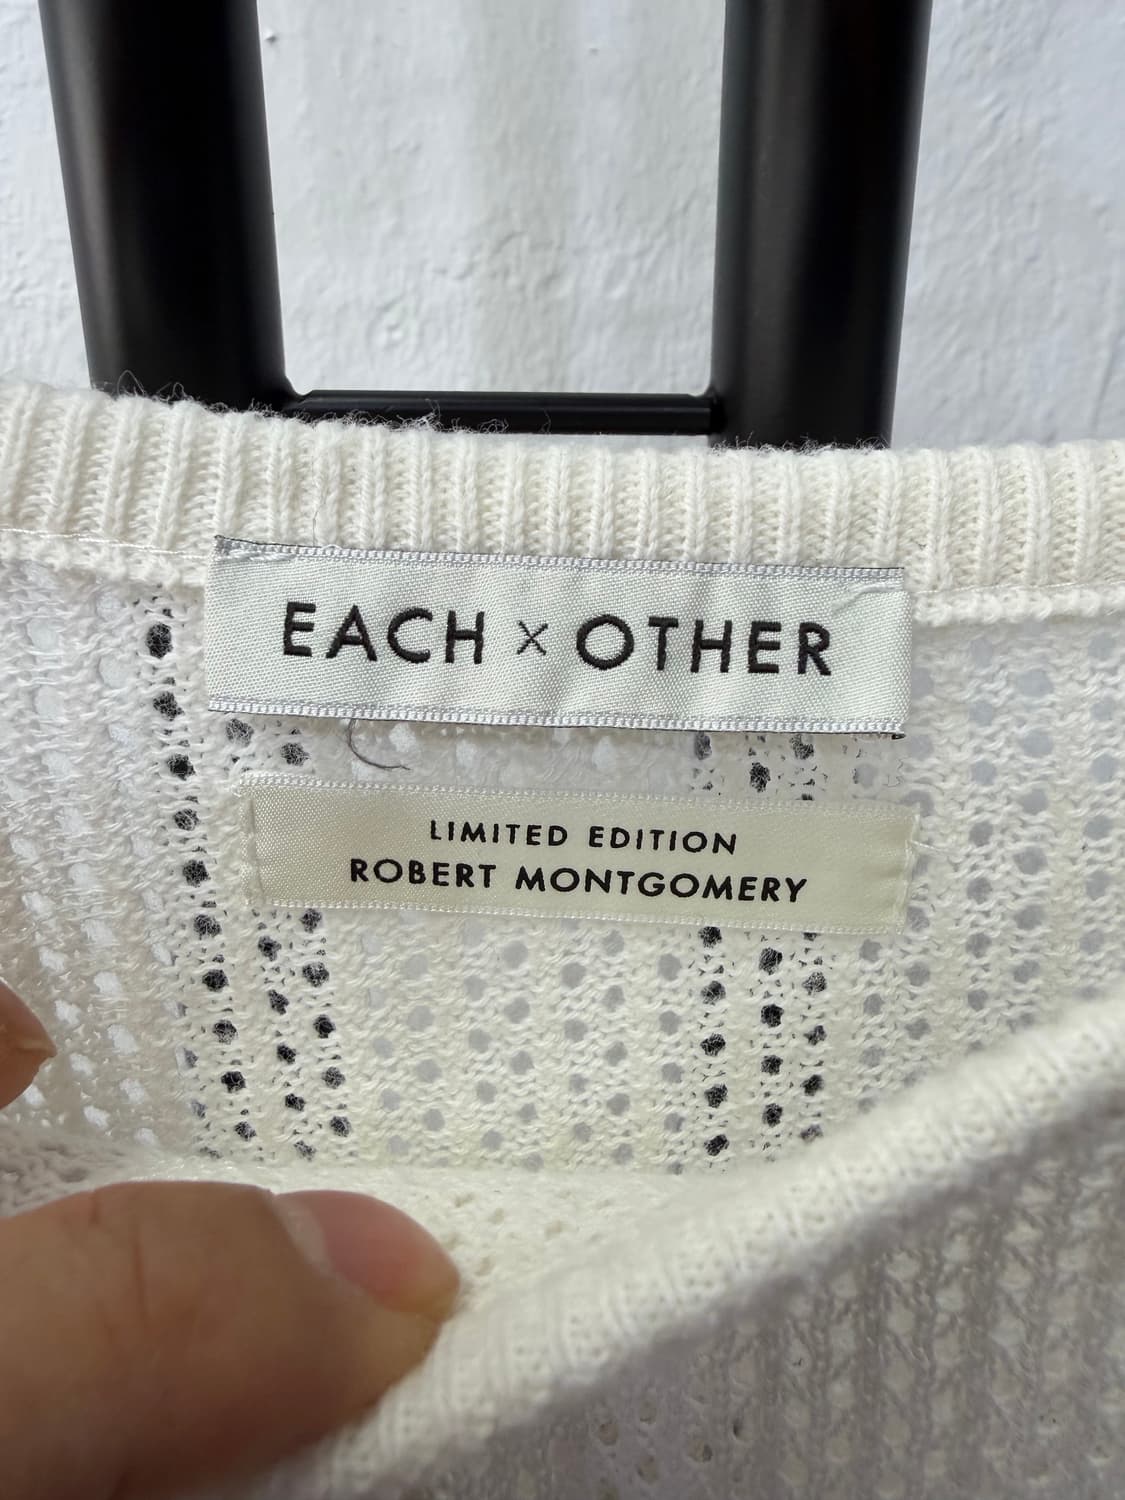 EACH × OTHER
LIMITED EDITION
ROBERT MONTGOMERY